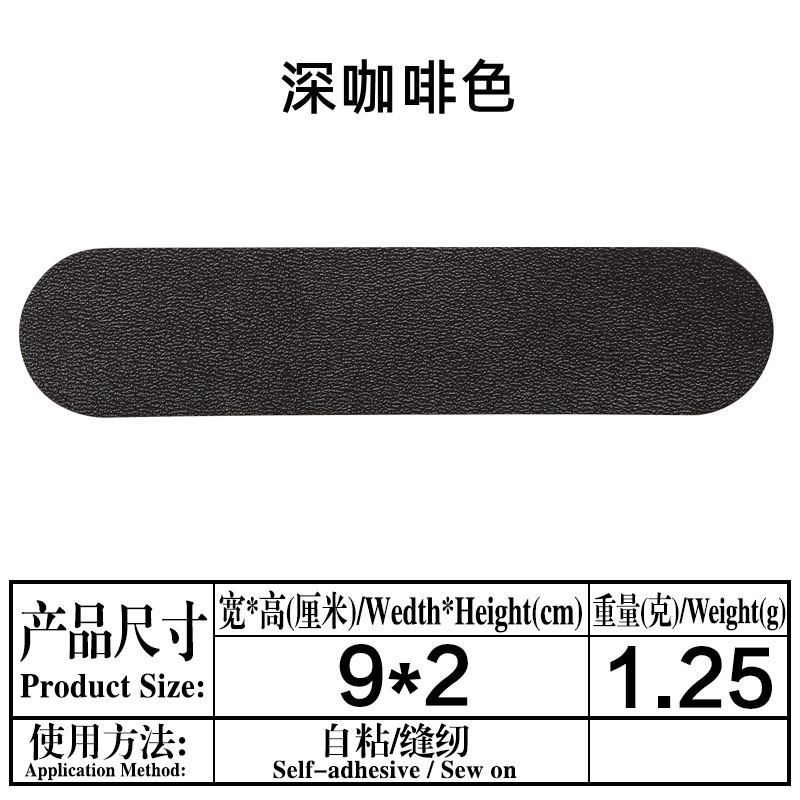 深咖啡色
产品尺寸
Product Size:
宽*高(厘米)/Wedth*Height(cm)
重量(克)/Weight(g)
9*2
1.25
使用方法:
Application Method:
自粘/缝纫
Self-adhesive / Sew on